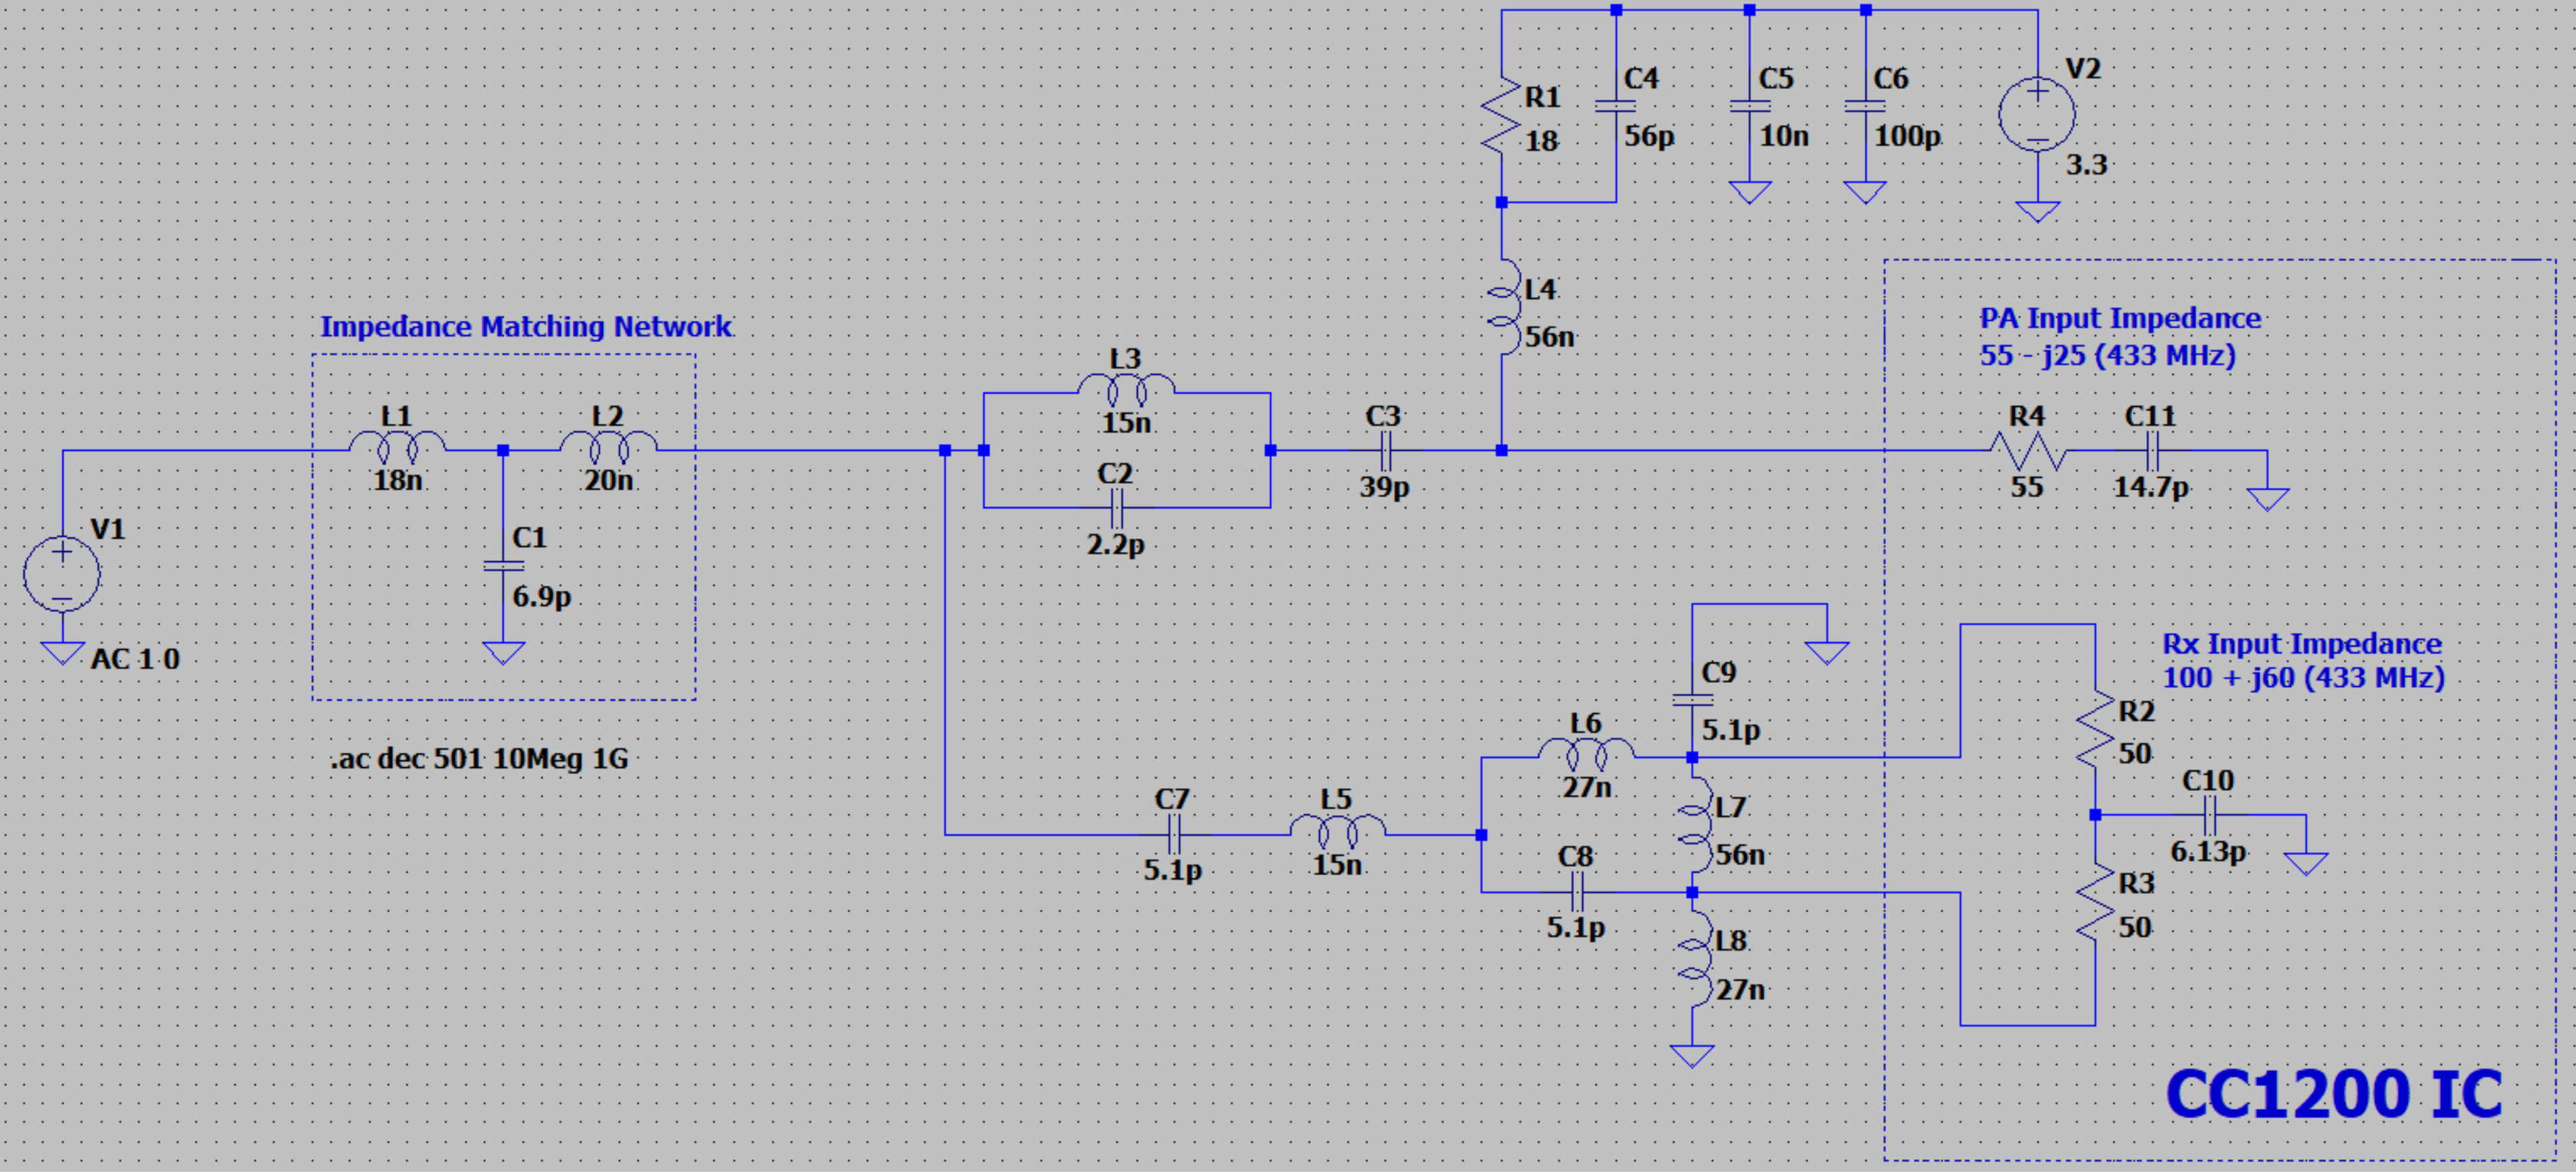 R1
18
C4
56p
C5
10n
C6
100p
V2
3.3
L4
56n
Impedance Matching Network
L1
18n
L2
20n
C1
6.9p
V1
AC 1 0
.ac dec 501 10Meg 1G
L3
15n
C2
2.2p
C3
39p
PA Input Impedance
55 - j25 (433 MHz)
R4
55
C11
14.7p
C9
5.1p
L6
27n
L7
56n
C7
5.1p
L5
15n
C8
5.1p
L8
27n
Rx Input Impedance
100 + j60 (433 MHz)
R2
50
C10
6.13p
R3
50
CC1200 IC